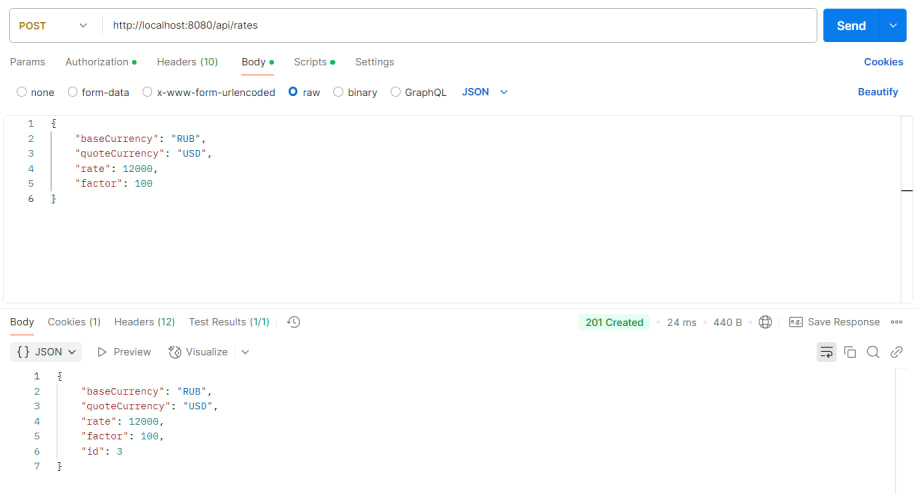 POST http://localhost:8080/api/rates Send
Params Authorization Headers (10) Body Scripts Settings Cookies
none form-data x-www-form-urlencoded raw binary GraphQL JSON Beautify
1 {
2 "baseCurrency": "RUB",
3 "quoteCurrency": "USD",
4 "rate": 12000,
5 "factor": 100
6 }
Body Cookies (1) Headers (12) Test Results (1/1) 201 Created 24 ms 440 B Save Response
{} JSON Preview Visualize
1 {
2 "baseCurrency": "RUB",
3 "quoteCurrency": "USD",
4 "rate": 12000,
5 "factor": 100,
6 "id": 3
7 }